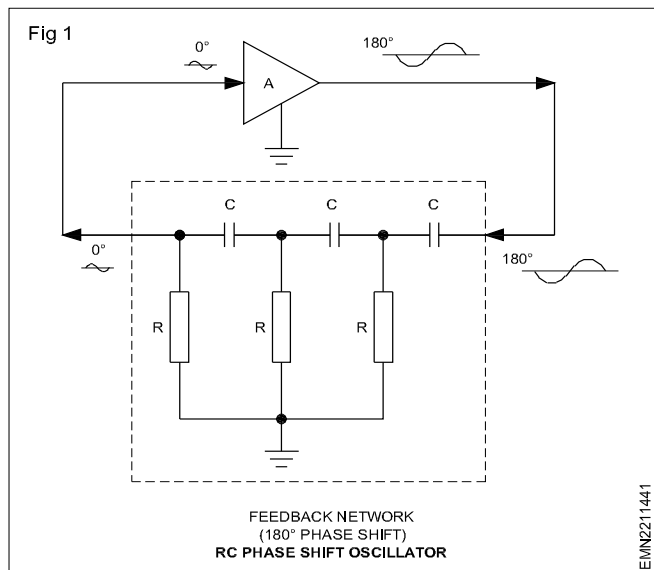 Fig 1
0°
180°
A
C C C
0°
180°
R R R
FEEDBACK NETWORK
(180° PHASE SHIFT)
RC PHASE SHIFT OSCILLATOR
EMN2211441